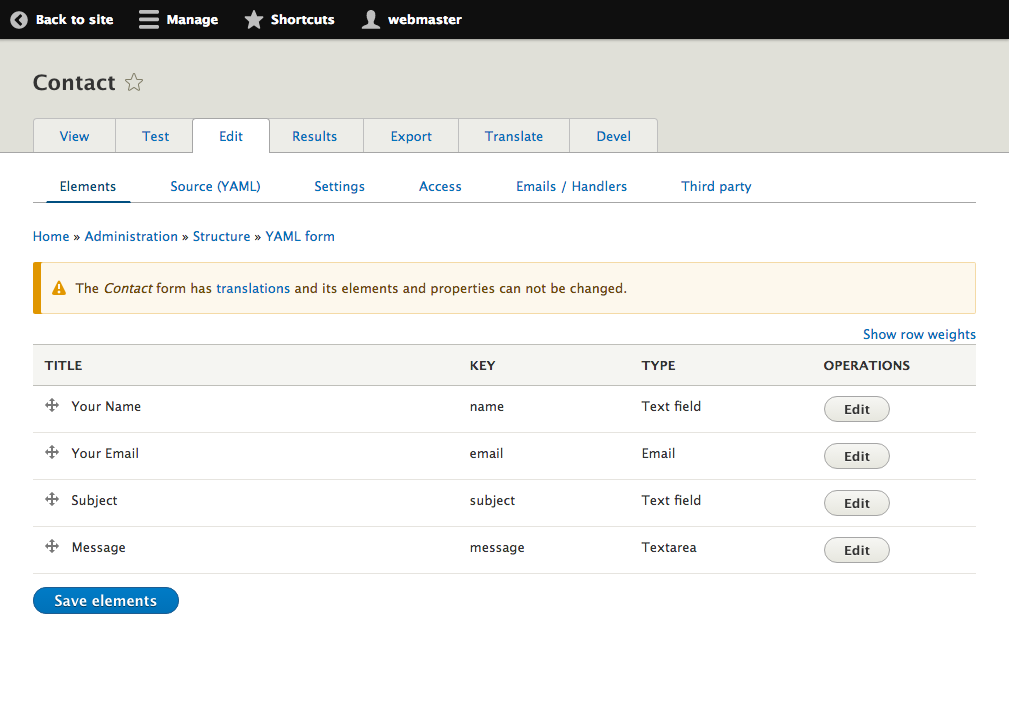 Back to site Manage Shortcuts webmaster
Contact
View Test Edit Results Export Translate Devel
Elements Source (YAML) Settings Access Emails / Handlers Third party
Home » Administration » Structure » YAML form
The Contact form has translations and its elements and properties can not be changed.
Show row weights
TITLE KEY TYPE OPERATIONS
Your Name name Text field Edit
Your Email email Email Edit
Subject subject Text field Edit
Message message Textarea Edit
Save elements